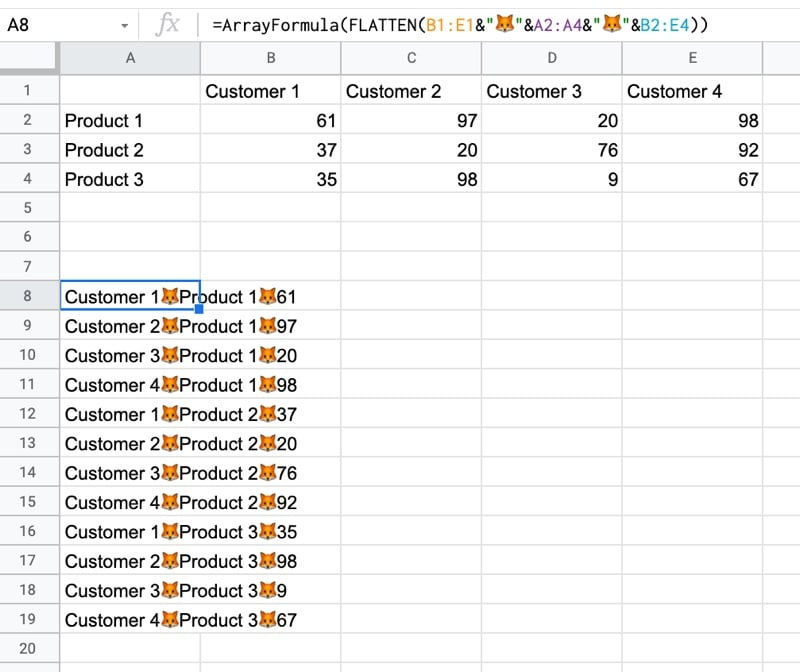 A8 fx =ArrayFormula(FLATTEN(B1:E1&"🦊"&A2:A4&"🦊"&B2:E4))
A B C D E
1 Customer 1 Customer 2 Customer 3 Customer 4
2 Product 1 61 97 20 98
3 Product 2 37 20 76 92
4 Product 3 35 98 9 67
5
6
7
8 Customer 1🦊Product 1🦊61
9 Customer 2🦊Product 1🦊97
10 Customer 3🦊Product 1🦊20
11 Customer 4🦊Product 1🦊98
12 Customer 1🦊Product 2🦊37
13 Customer 2🦊Product 2🦊20
14 Customer 3🦊Product 2🦊76
15 Customer 4🦊Product 2🦊92
16 Customer 1🦊Product 3🦊35
17 Customer 2🦊Product 3🦊98
18 Customer 3🦊Product 3🦊9
19 Customer 4🦊Product 3🦊67
20